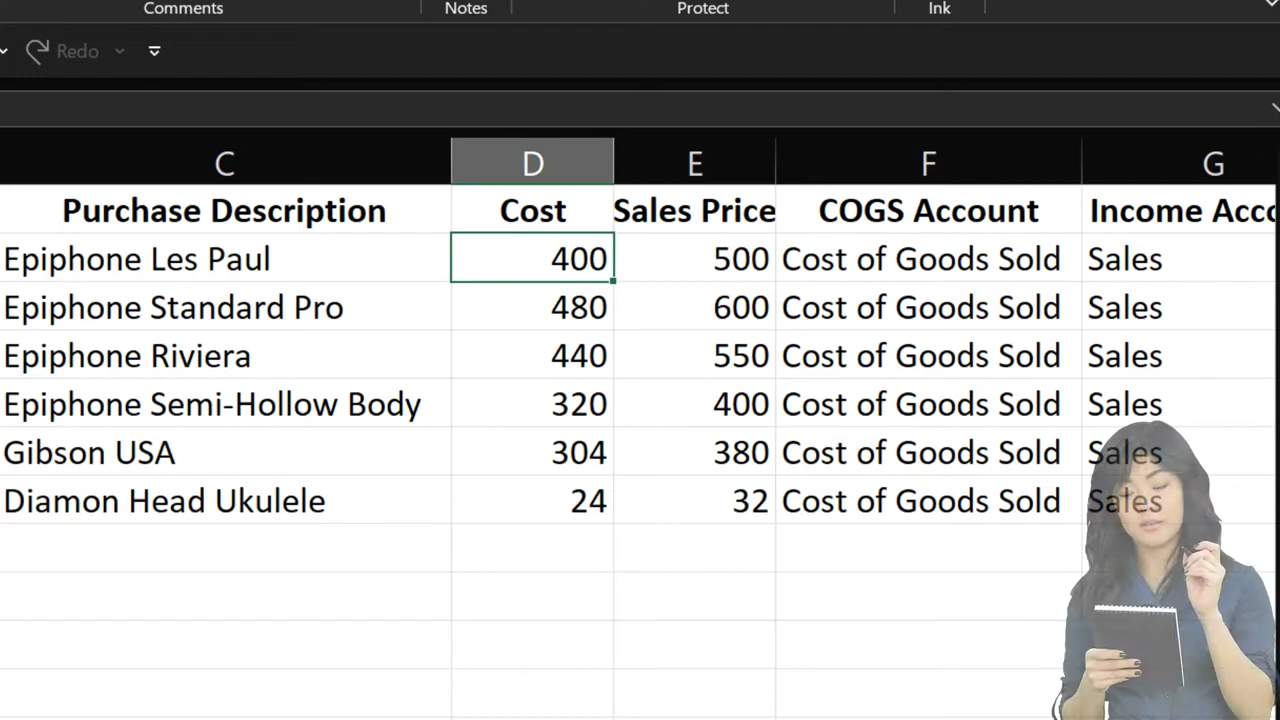 Comments Notes Protect Ink
Redo
C D E F G
Purchase Description Cost Sales Price COGS Account Income Acco
Epiphone Les Paul 400 500 Cost of Goods Sold Sales
Epiphone Standard Pro 480 600 Cost of Goods Sold Sales
Epiphone Riviera 440 550 Cost of Goods Sold Sales
Epiphone Semi-Hollow Body 320 400 Cost of Goods Sold Sales
Gibson USA 304 380 Cost of Goods Sold Sales
Diamon Head Ukulele 24 32 Cost of Goods Sold Sales